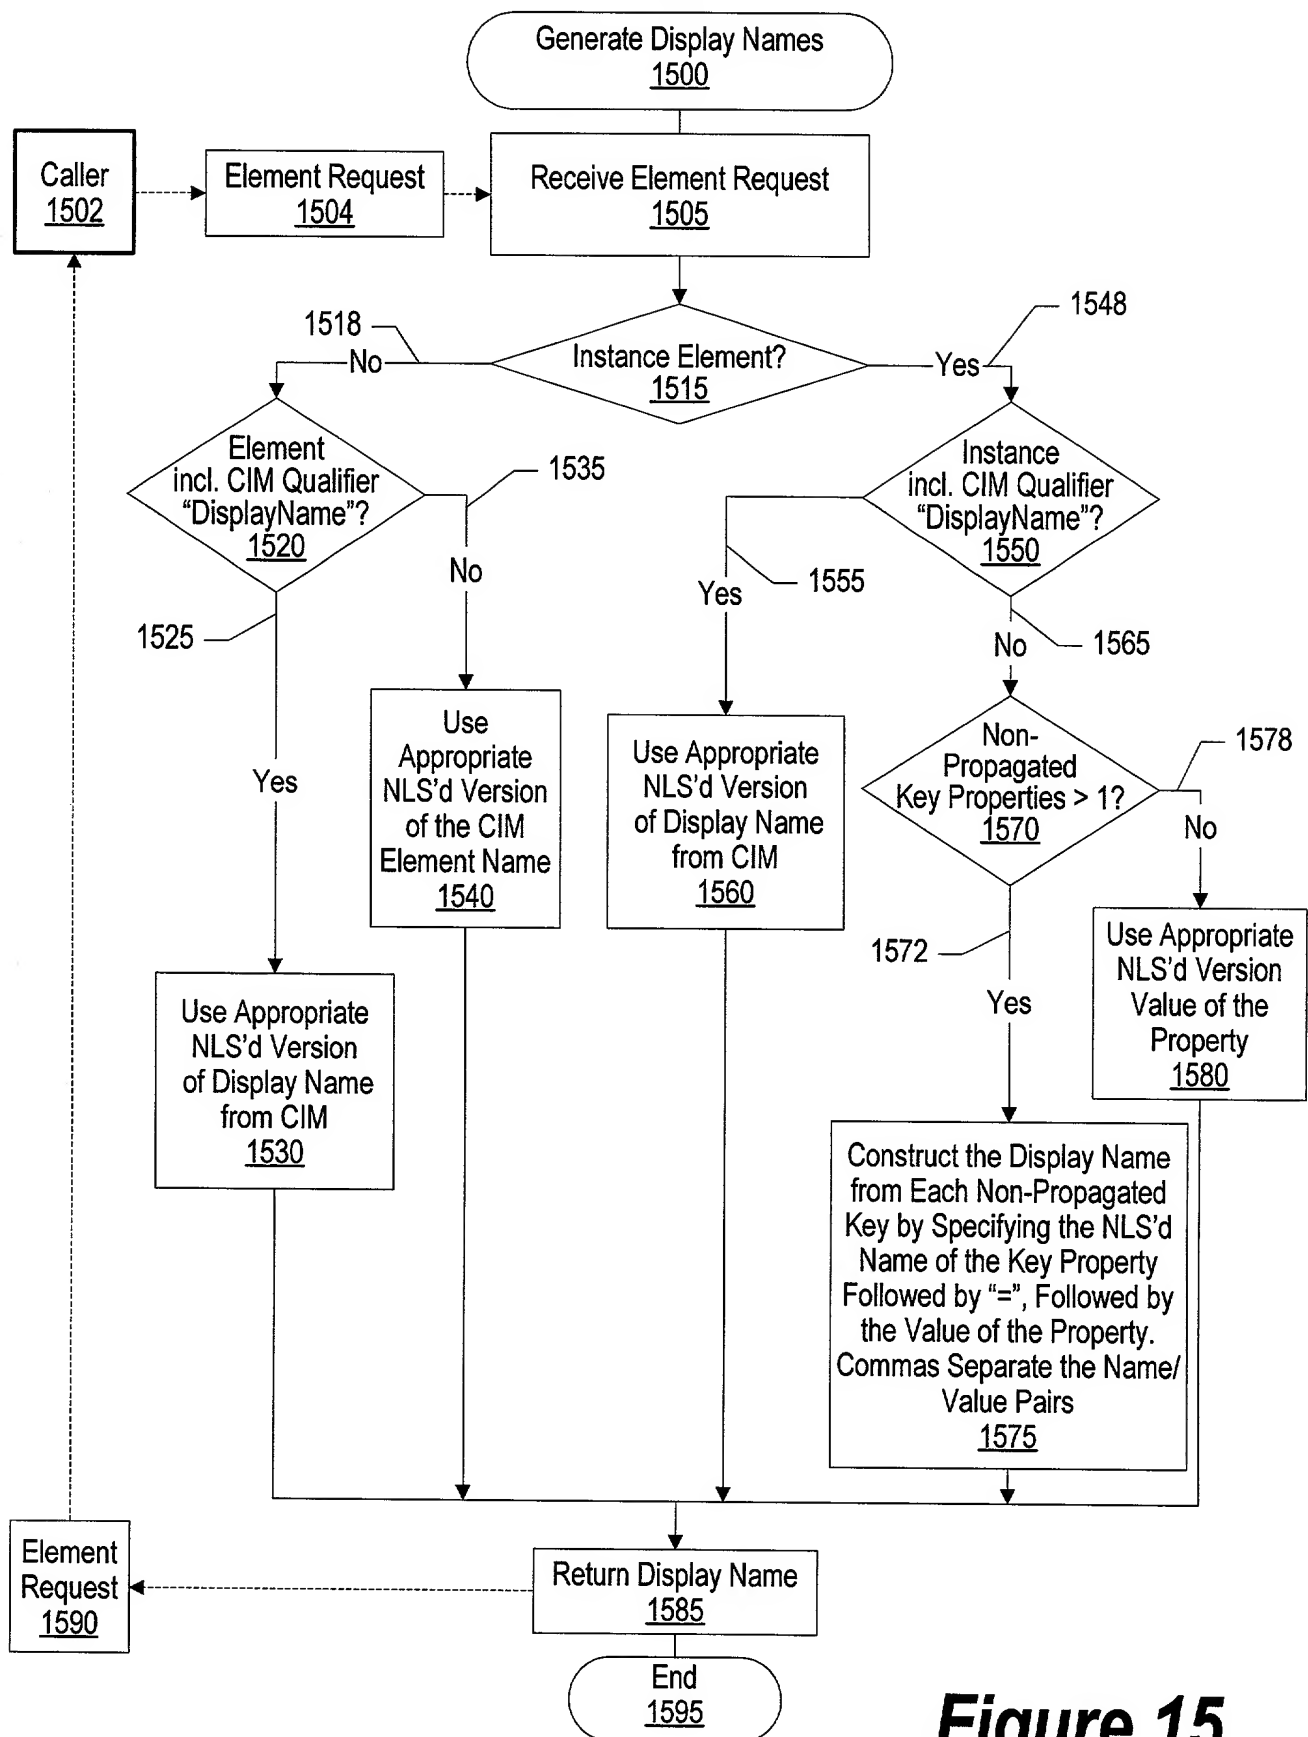 Generate Display Names
1500
Caller
1502
Element Request
1504
Receive Element Request
1505
1518
No
Instance Element?
1515
Yes
1548
Element
incl. CIM Qualifier
“DisplayName”?
1520
1535
No
1525
Yes
Instance
incl. CIM Qualifier
“DisplayName”?
1550
1555
Yes
1565
No
Use
Appropriate
NLS’d Version
of the CIM
Element Name
1540
Use Appropriate
NLS’d Version
of Display Name
from CIM
1560
Non-
Propagated
Key Properties > 1?
1570
1578
No
1572
Yes
Use Appropriate
NLS’d Version
Value of the
Property
1580
Use Appropriate
NLS’d Version
of Display Name
from CIM
1530
Construct the Display Name
from Each Non-Propagated
Key by Specifying the NLS’d
Name of the Key Property
Followed by “=”, Followed by
the Value of the Property.
Commas Separate the Name/
Value Pairs
1575
Element
Request
1590
Return Display Name
1585
End
1595
Figure 15